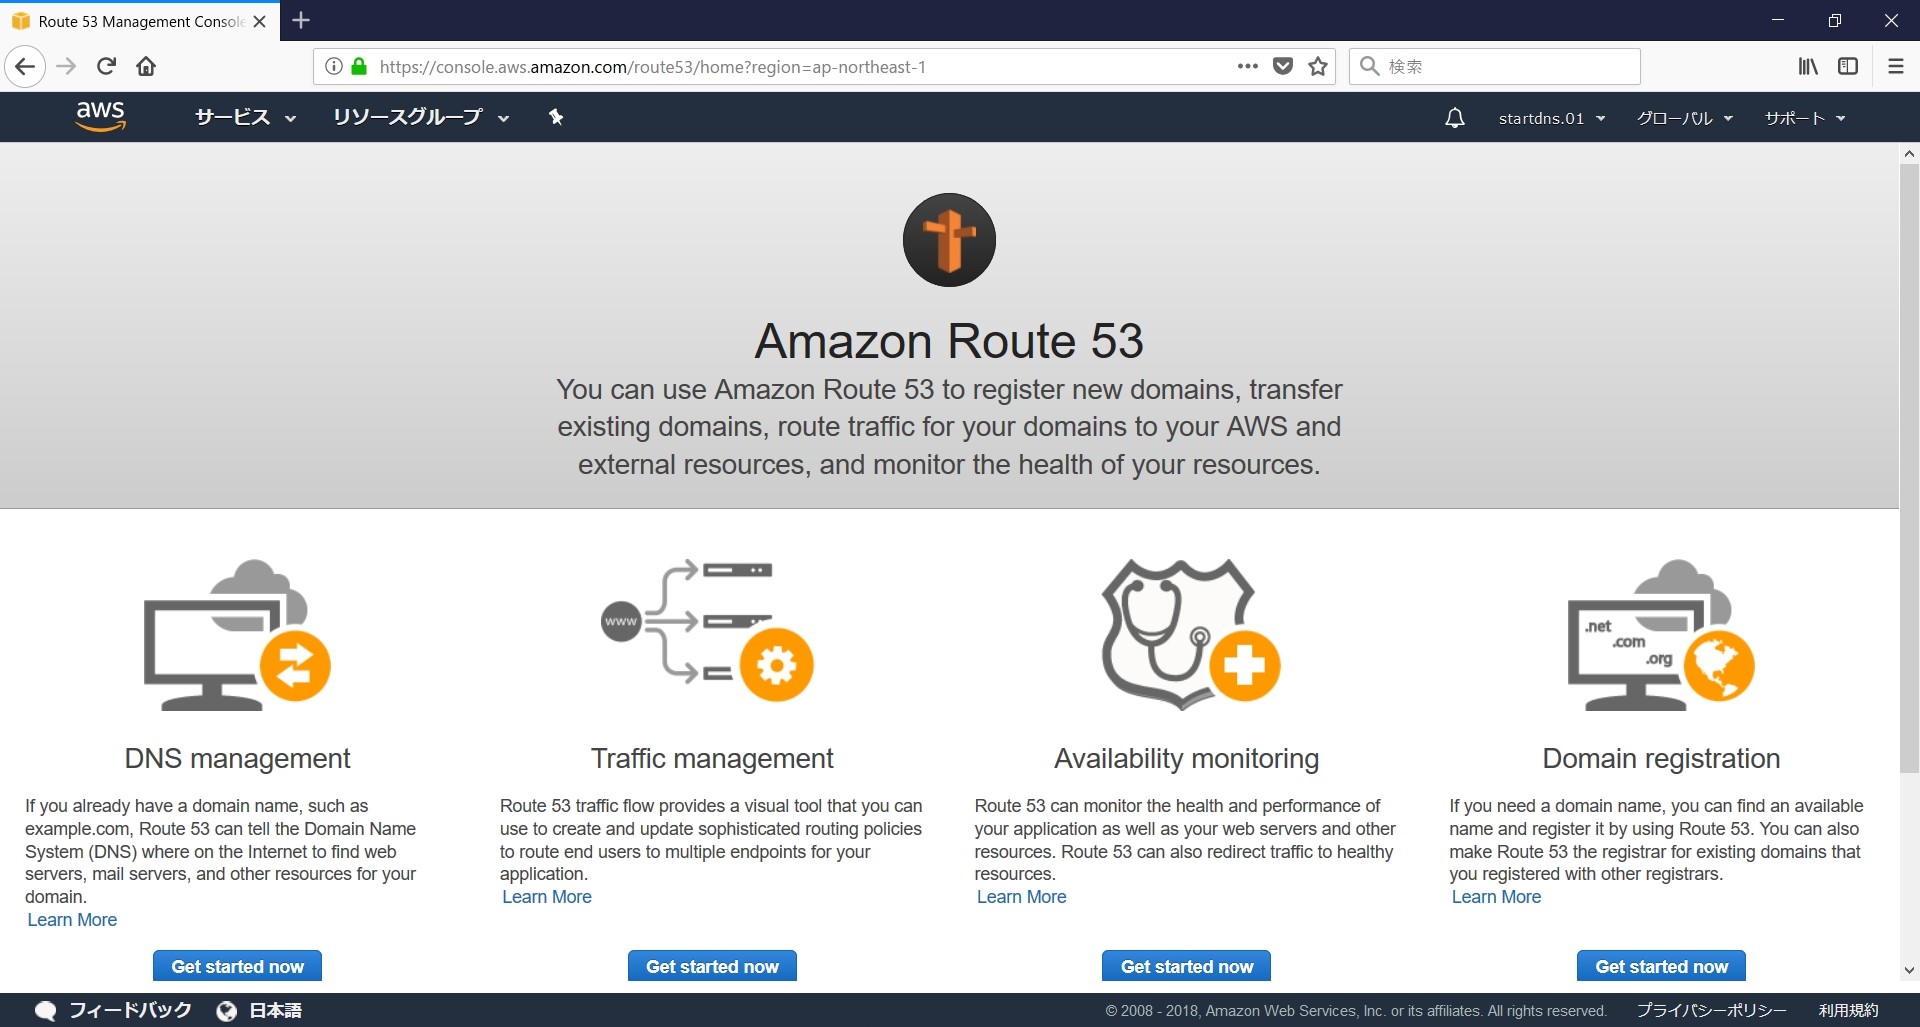 Route 53 Management Console
https://console.aws.amazon.com/route53/home?region=ap-northeast-1
検索
aws
サービス
リソースグループ
startdns.01
グローバル
サポート
Amazon Route 53
You can use Amazon Route 53 to register new domains, transfer
existing domains, route traffic for your domains to your AWS and
external resources, and monitor the health of your resources.
DNS management
If you already have a domain name, such as
example.com, Route 53 can tell the Domain Name
System (DNS) where on the Internet to find web
servers, mail servers, and other resources for your
domain.
Learn More
Get started now
www
Traffic management
Route 53 traffic flow provides a visual tool that you can
use to create and update sophisticated routing policies
to route end users to multiple endpoints for your
application.
Learn More
Get started now
Availability monitoring
Route 53 can monitor the health and performance of
your application as well as your web servers and other
resources. Route 53 can also redirect traffic to healthy
resources.
Learn More
Get started now
.net
.com
.org
Domain registration
If you need a domain name, you can find an available
name and register it by using Route 53. You can also
make Route 53 the registrar for existing domains that
you registered with other registrars.
Learn More
Get started now
フィードバック
日本語
© 2008 - 2018, Amazon Web Services, Inc. or its affiliates. All rights reserved.
プライバシーポリシー
利用規約